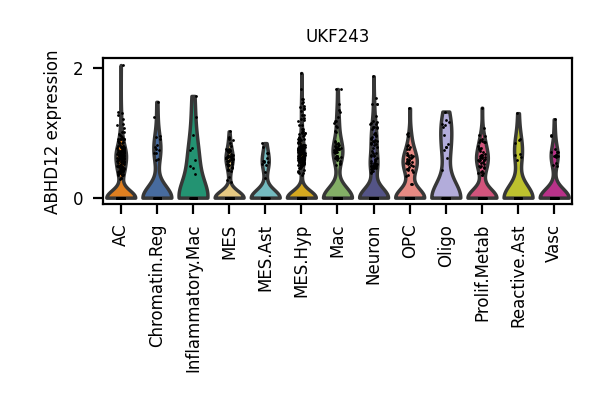 UKF243
ABHD12 expression
2
0
AC
Chromatin.Reg
Inflammatory.Mac
MES
MES.Ast
MES.Hyp
Mac
Neuron
OPC
Oligo
Prolif.Metab
Reactive.Ast
Vasc